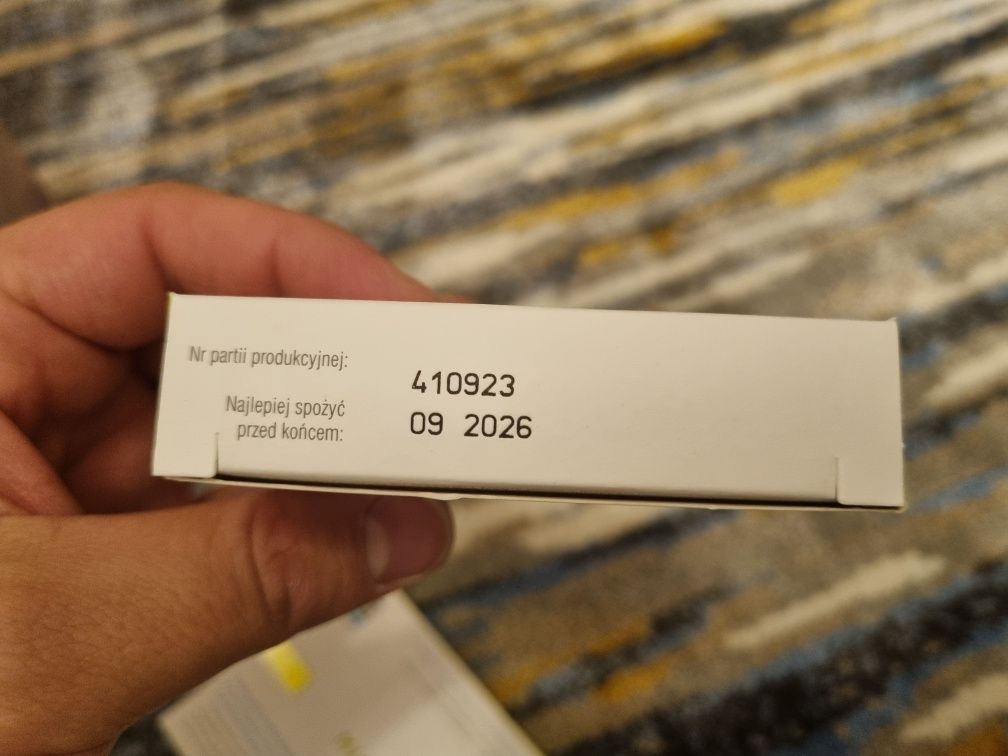 Nr partii produkcyjnej:
410923
Najlepiej spożyć
przed końcem:
09 2026